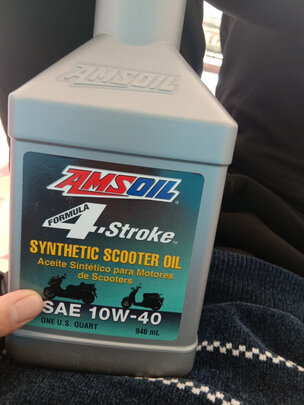 AMSOIL
AMSOIL
FORMULA
4-Stroke™
SYNTHETIC SCOOTER OIL
Aceite Sintético para Motores
de Scooters
SAE 10W-40
ONE U.S. QUART 946 mL